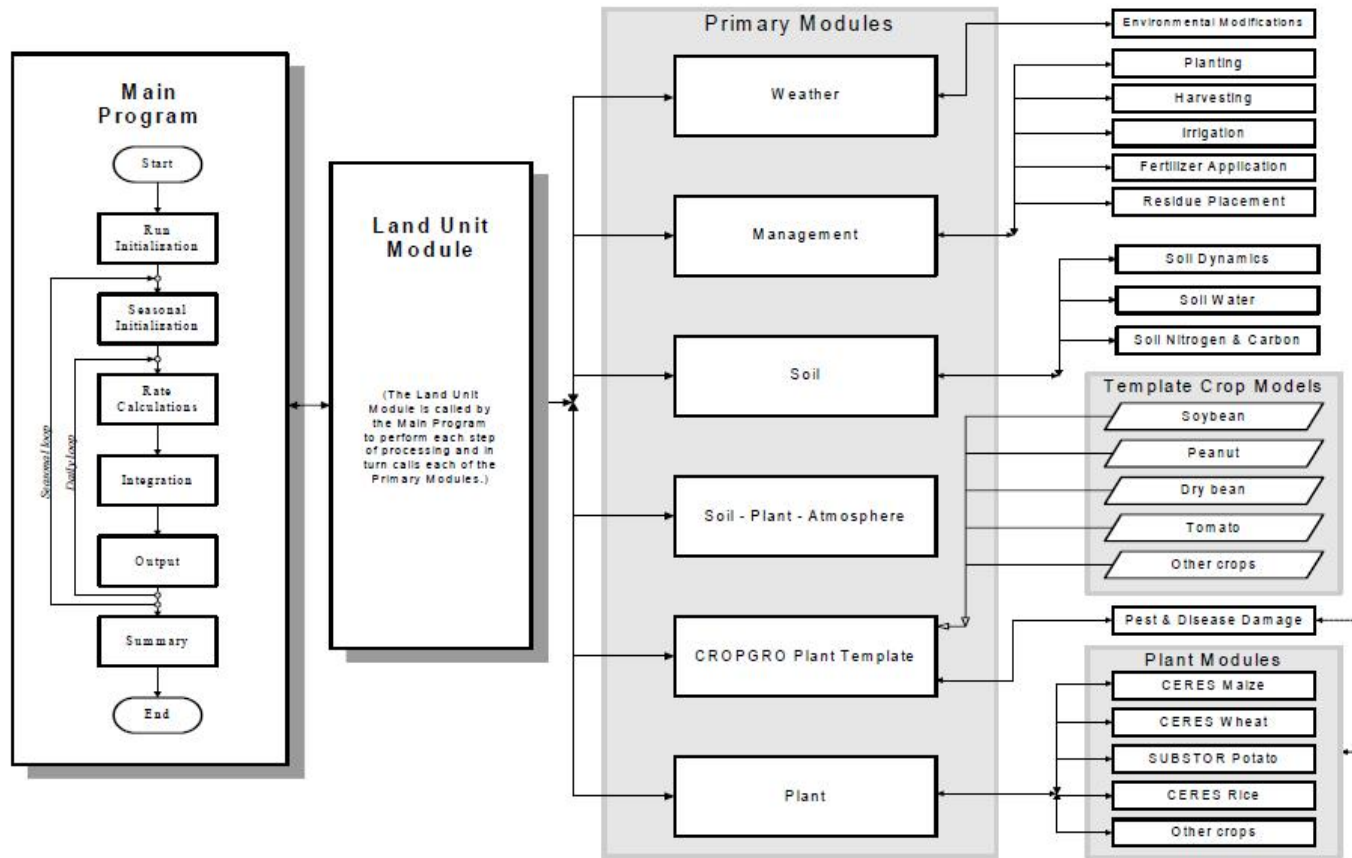 Main
Program
Start
Run
Initialization
Seasonal
Initialization
Rate
Calculations
Integration
Output
Summary
End
Seasonal loop
Daily loop
Land Unit
Module
(The Land Unit
Module is called by
the Main Program
to perform each step
of processing and in
turn calls each of the
Primary Modules.)
Primary Modules
Weather
Management
Soil
Soil - Plant - Atmosphere
CROPGRO Plant Template
Plant
Environmental Modifications
Planting
Harvesting
Irrigation
Fertilizer Application
Residue Placement
Soil Dynamics
Soil Water
Soil Nitrogen & Carbon
Template Crop Models
Soybean
Peanut
Dry bean
Tomato
Other crops
Pest & Disease Damage
Plant Modules
CERES Maize
CERES Wheat
SUBSTOR Potato
CERES Rice
Other crops